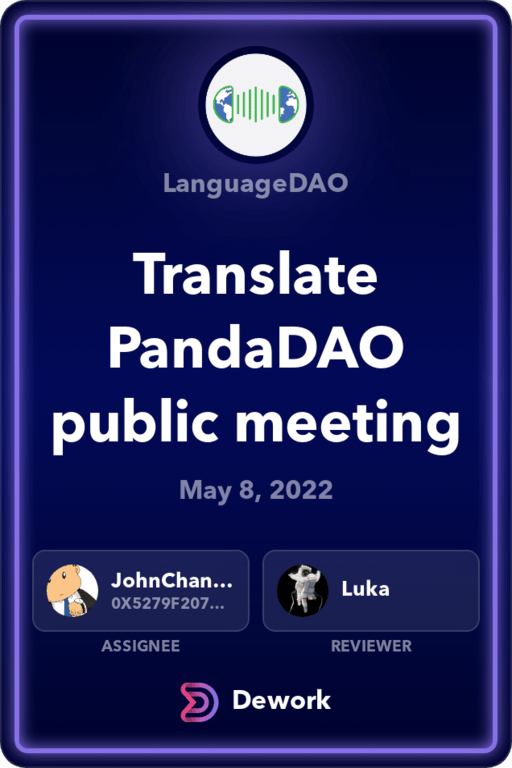 LanguageDAO
Translate
PandaDAO
public meeting
May 8, 2022
JohnChan...
0X5279F207...
ASSIGNEE
Luka
REVIEWER
Dework